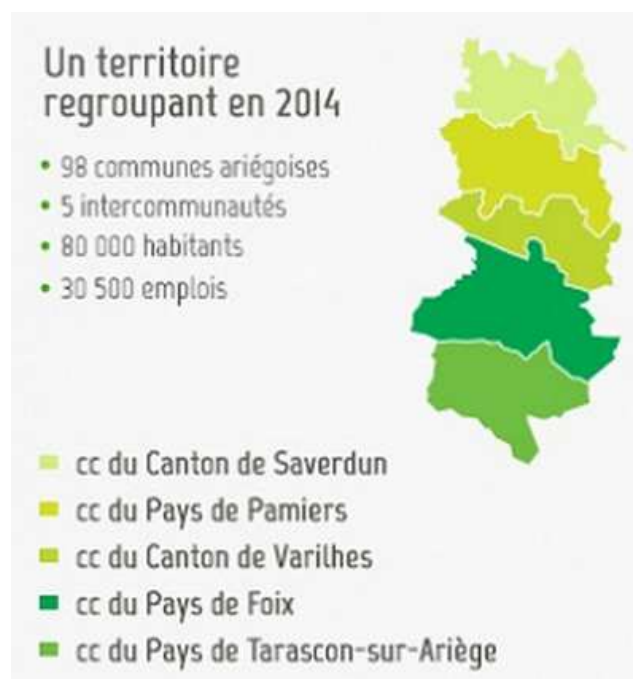 Un territoire
regroupant en 2014
• 98 communes ariégoises
• 5 intercommunautés
• 80 000 habitants
• 30 500 emplois
cc du Canton de Saverdun
cc du Pays de Pamiers
cc du Canton de Varilhes
cc du Pays de Foix
cc du Pays de Tarascon-sur-Ariège